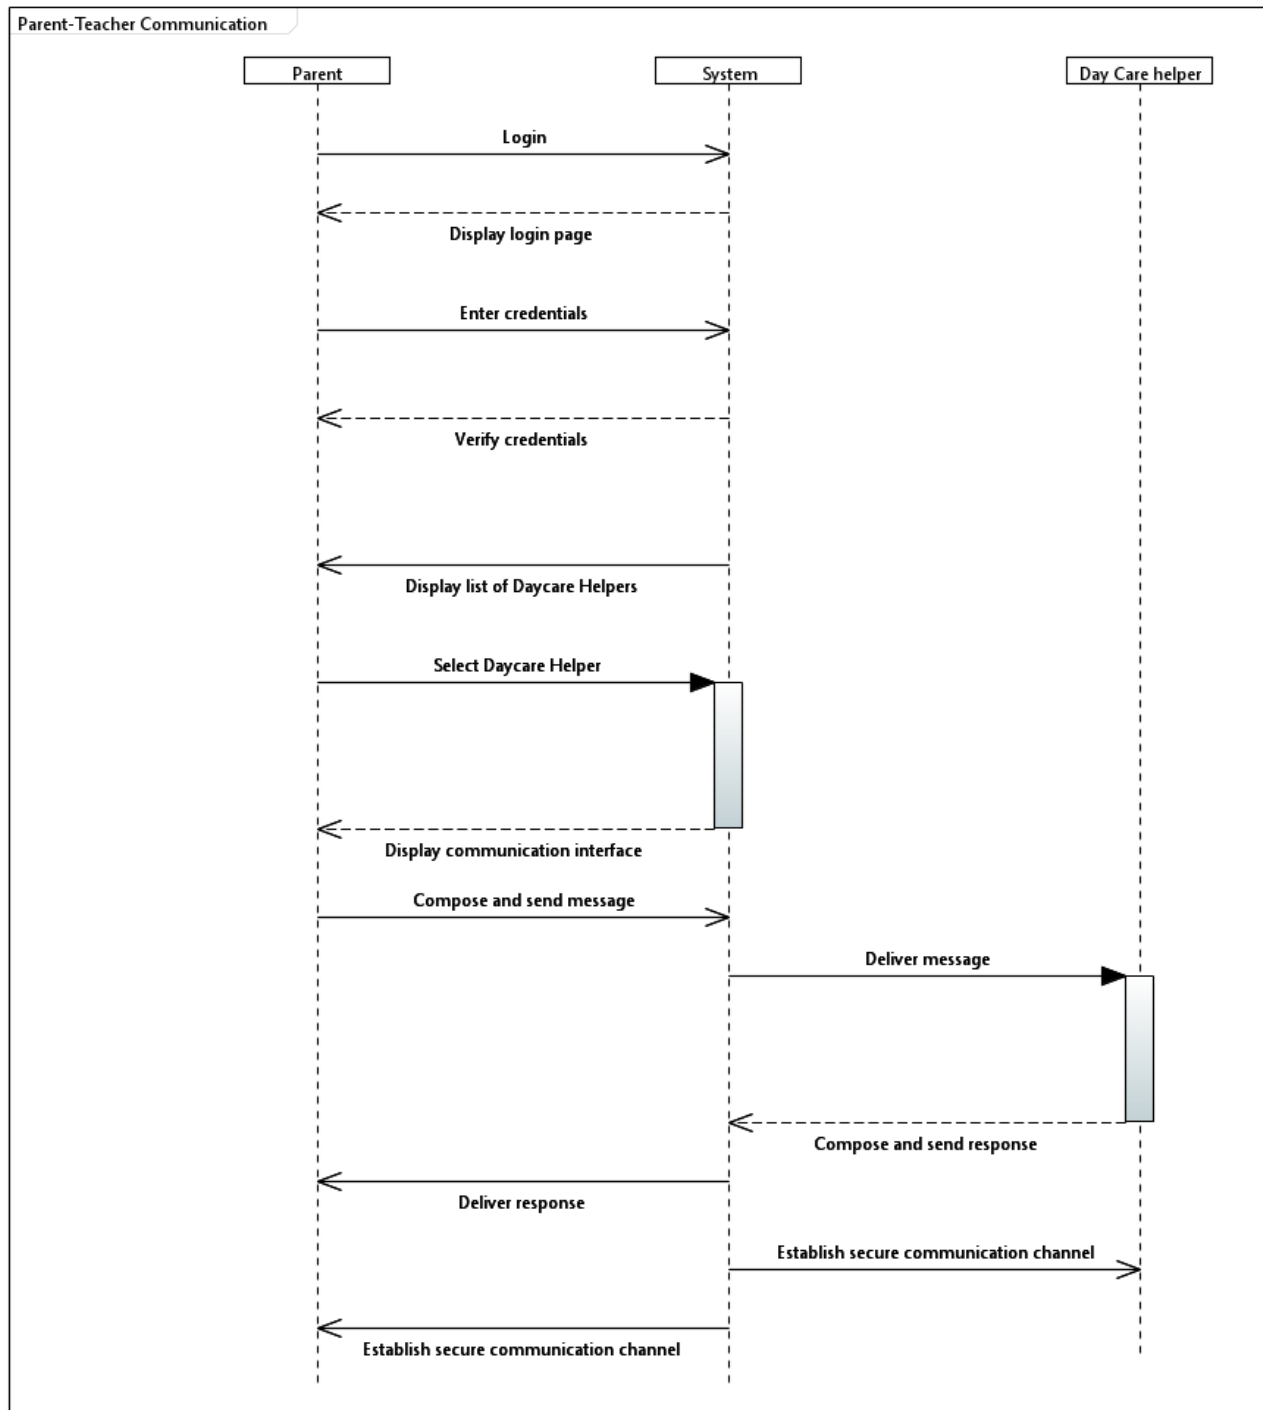 Parent-Teacher Communication
Parent
System
Day Care helper
Login
Display login page
Enter credentials
Verify credentials
Display list of Daycare Helpers
Select Daycare Helper
Display communication interface
Compose and send message
Deliver message
Compose and send response
Deliver response
Establish secure communication channel
Establish secure communication channel